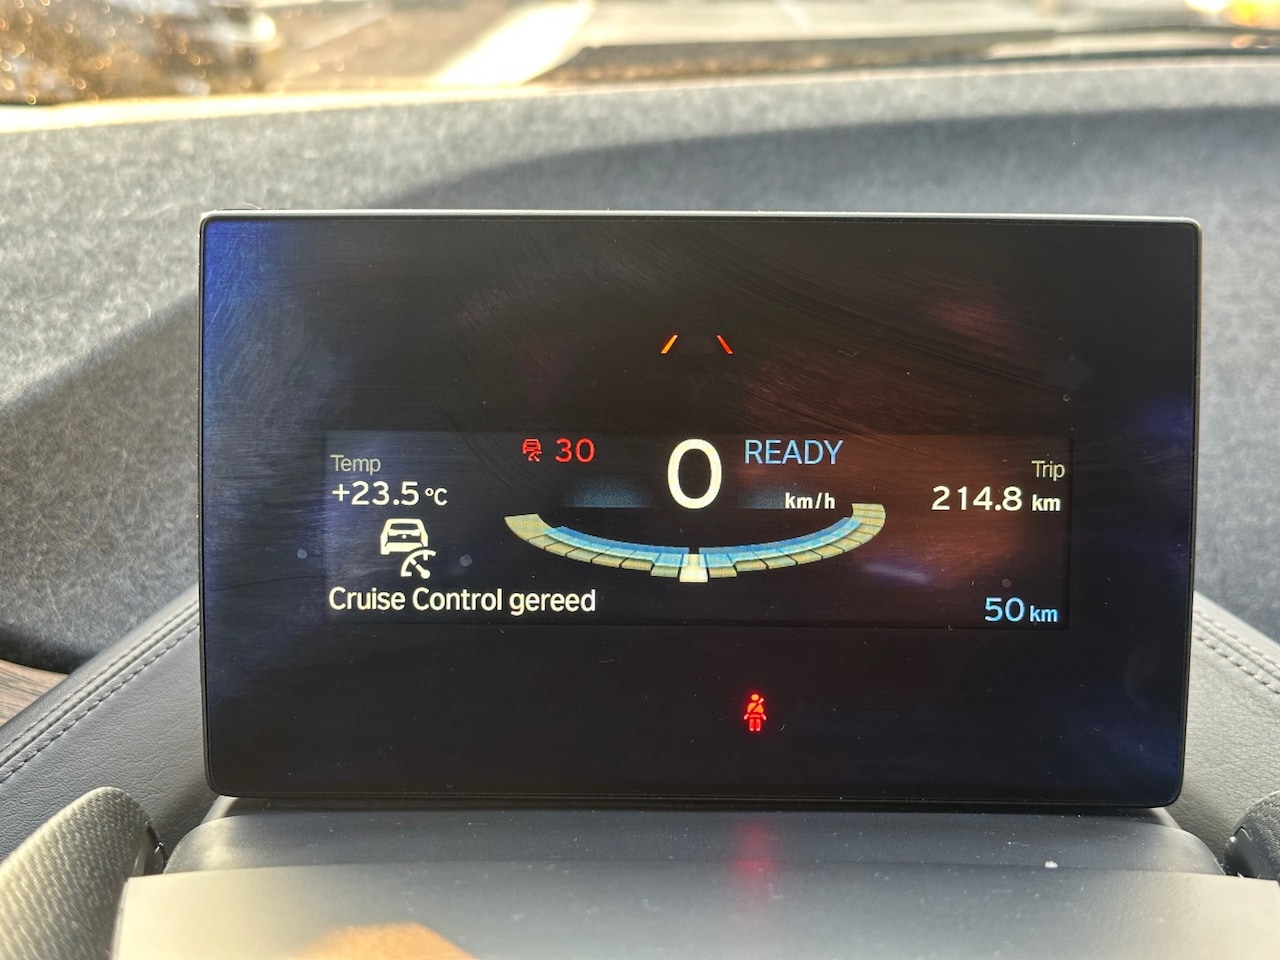 Temp
+23.5 °C
Cruise Control gereed
30
0
READY
km/h
Trip
214.8 km
50 km